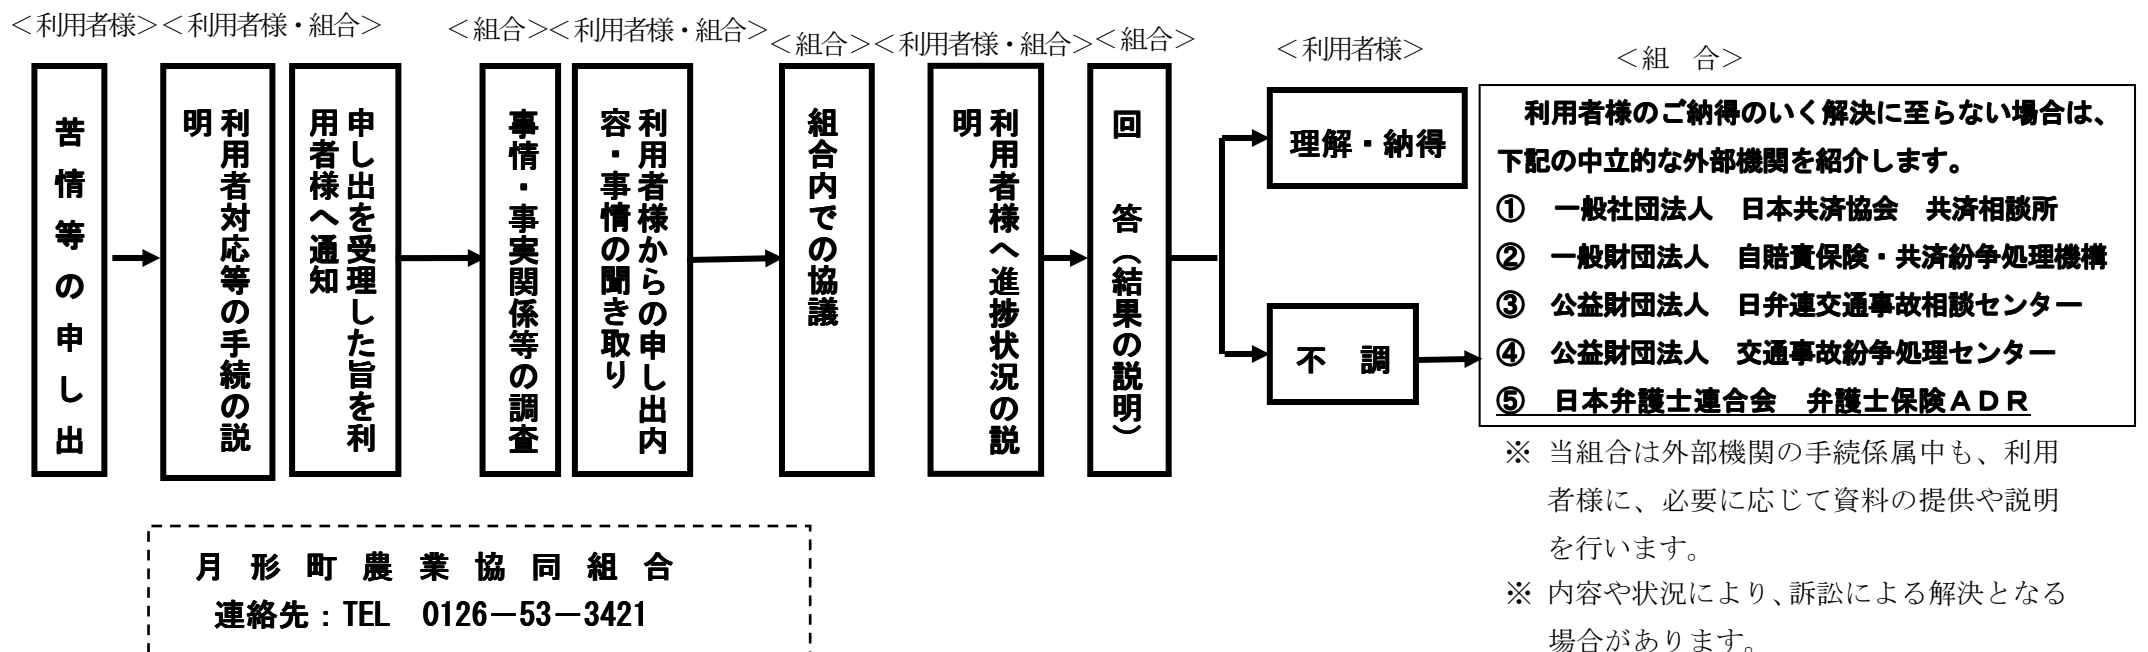 ＜利用者様＞
＜利用者様・組合＞
＜組合＞
＜利用者様・組合＞
＜組合＞
＜利用者様・組合＞
＜組合＞
＜利用者様＞
＜組　合＞
苦情等の申し出
利用者対応等の手続の説
明
申し出を受理した旨を利
用者様へ通知
事情・事実関係等の調査
利用者様からの申し出内
容・事情の聞き取り
組合内での協議
利用者様へ進捗状況の説
明
回　答（結果の説明）
理解・納得
不　調
利用者様のご納得のいく解決に至らない場合は、
下記の中立的な外部機関を紹介します。
①　一般社団法人　日本共済協会　共済相談所
②　一般財団法人　自賠責保険・共済紛争処理機構
③　公益財団法人　日弁連交通事故相談センター
④　公益財団法人　交通事故紛争処理センター
⑤　日本弁護士連合会　弁護士保険ＡＤＲ
※ 当組合は外部機関の手続係属中も、利用
者様に、必要に応じて資料の提供や説明
を行います。
※ 内容や状況により、訴訟による解決となる
場合があります。
月 形 町 農 業 協 同 組 合
連絡先：TEL　0126－53－3421